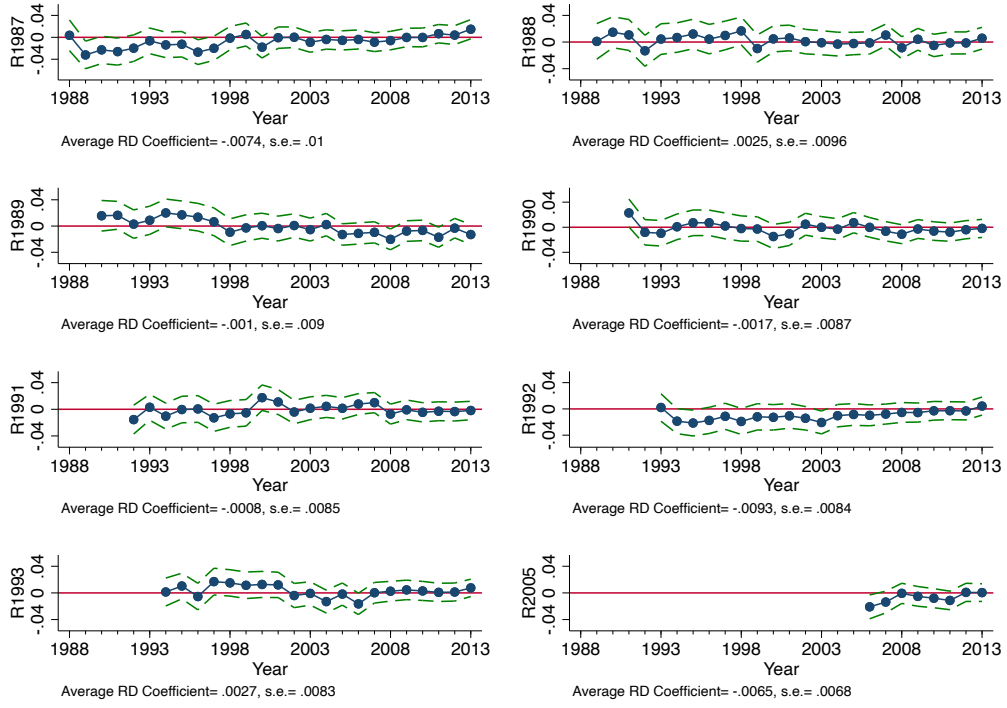 R1987
.04
0
-.04
1988 1993 1998 2003 2008 2013
Year
Average RD Coefficient= -.0074, s.e.= .01
R1988
.04
0
-.04
1988 1993 1998 2003 2008 2013
Year
Average RD Coefficient= .0025, s.e.= .0096
R1989
.04
0
-.04
1988 1993 1998 2003 2008 2013
Year
Average RD Coefficient= -.001, s.e.= .009
R1990
.04
0
-.04
1988 1993 1998 2003 2008 2013
Year
Average RD Coefficient= -.0017, s.e.= .0087
R1991
.04
0
-.04
1988 1993 1998 2003 2008 2013
Year
Average RD Coefficient= -.0008, s.e.= .0085
R1992
.04
0
-.04
1988 1993 1998 2003 2008 2013
Year
Average RD Coefficient= -.0093, s.e.= .0084
R1993
.04
0
-.04
1988 1993 1998 2003 2008 2013
Year
Average RD Coefficient= .0027, s.e.= .0083
R2005
.04
0
-.04
1988 1993 1998 2003 2008 2013
Year
Average RD Coefficient= -.0065, s.e.= .0068